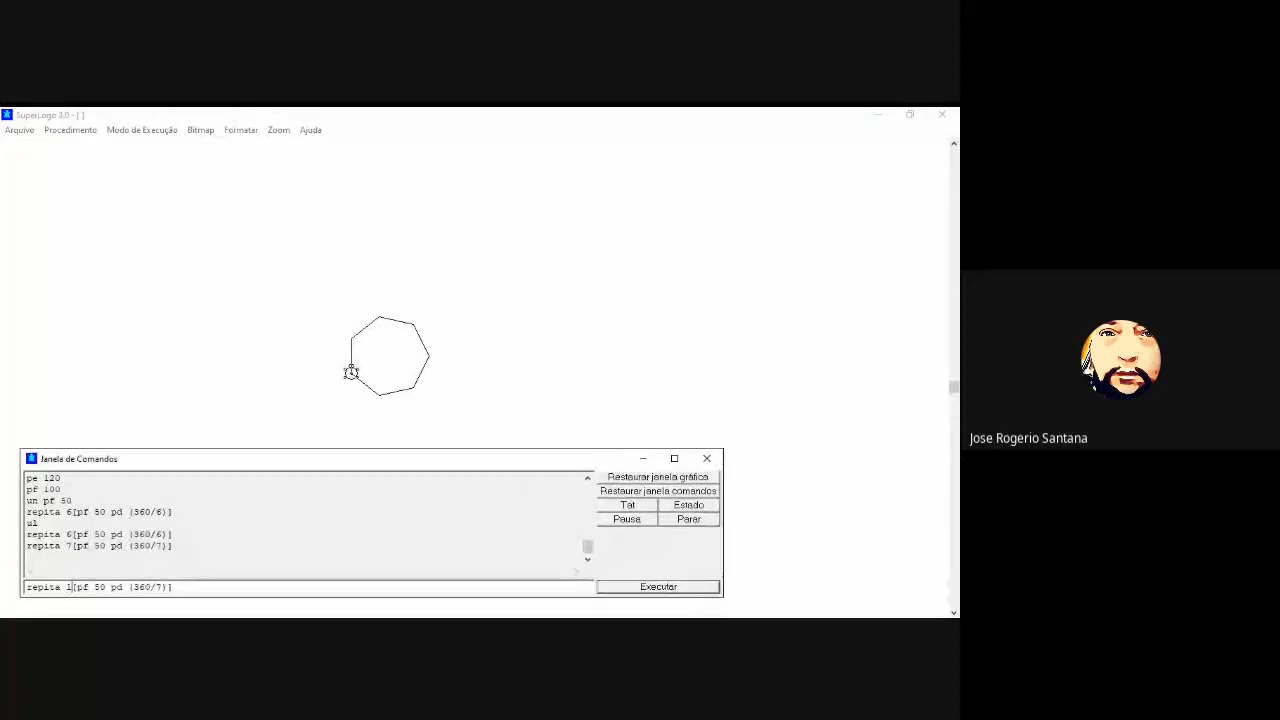 SuperLogo 3,0 - [ ]
Arquivo Procedimento Modo de Execução Bitmap Formatar Zoom Ajuda
Janela de Comandos
pe 120
pf 100
un pf 50
repita 6[pf 50 pd (360/6)]
ul
repita 6[pf 50 pd (360/6)]
repita 7[pf 50 pd (360/7)]
repita 1[pf 50 pd (360/7)]
Restaurar janela gráfica
Restaurar janela comandos
Tat Estado
Pausa Parar
Executar
Jose Rogerio Santana